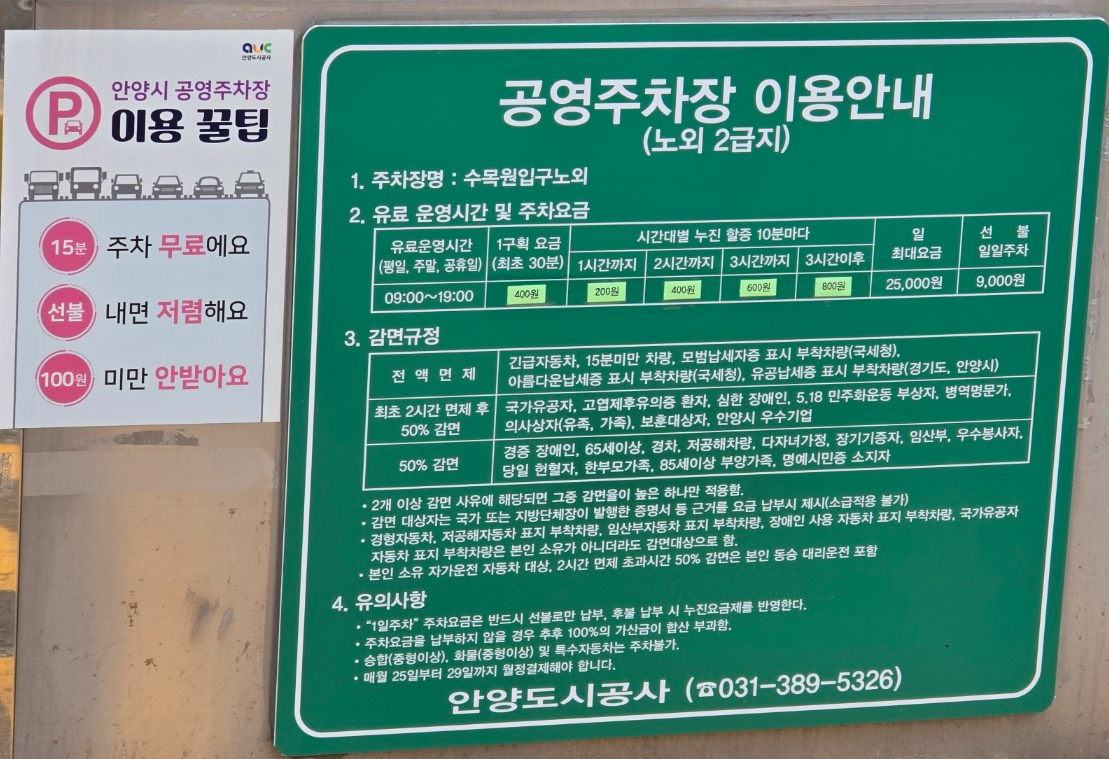 auc
안양도시공사
P
안양시 공영주차장
이용 꿀팁
15분 주차 무료에요
선불 내면 저렴해요
100원 미만 안받아요
공영주차장 이용안내
(노외 2급지)
1. 주차장명 : 수목원입구노외
2. 유료 운영시간 및 주차요금
유료운영시간
(평일, 주말, 공휴일)
1구획 요금
(최초 30분)
시간대별 누진 할증 10분마다
1시간까지 2시간까지 3시간까지 3시간이후
일
최대요금
선 불
일일주차
09:00~19:00 400원 200원 400원 600원 800원 25,000원 9,000원
3. 감면규정
전 액 면 제
긴급자동차, 15분미만 차량, 모범납세자증 표시 부착차량(국세청),
아름다운납세증 표시 부착차량(국세청), 유공납세증 표시 부착차량(경기도, 안양시)
최초 2시간 면제 후
50% 감면
국가유공자, 고엽제후유의증 환자, 심한 장애인, 5.18 민주화운동 부상자, 병역명문가,
의사상자(유족, 가족), 보훈대상자, 안양시 우수기업
50% 감면
경증 장애인, 65세이상, 경차, 저공해차량, 다자녀가정, 장기기증자, 임산부, 우수봉사자,
당일 헌혈자, 한부모가족, 85세이상 부양가족, 명예시민증 소지자
• 2개 이상 감면 사유에 해당되면 그중 감면율이 높은 하나만 적용함.
• 감면 대상자는 국가 또는 지방단체장이 발행한 증명서 등 근거를 요금 납부시 제시(소급적용 불가)
• 경형자동차, 저공해자동차 표지 부착차량, 임산부자동차 표지 부착차량, 장애인 사용 자동차 표지 부착차량, 국가유공자
자동차 표지 부착차량은 본인 소유가 아니더라도 감면대상으로 함.
• 본인 소유 자가운전 자동차 대상, 2시간 면제 초과시간 50% 감면은 본인 동승 대리운전 포함
4. 유의사항
• "1일주차" 주차요금은 반드시 선불로만 납부, 후불 납부 시 누진요금제를 반영한다.
• 주차요금을 납부하지 않을 경우 추후 100%의 가산금이 합산 부과함.
• 승합(중형이상), 화물(중형이상) 및 특수자동차는 주차불가.
• 매월 25일부터 29일까지 월정결제해야 합니다.
안양도시공사 (☎031-389-5326)